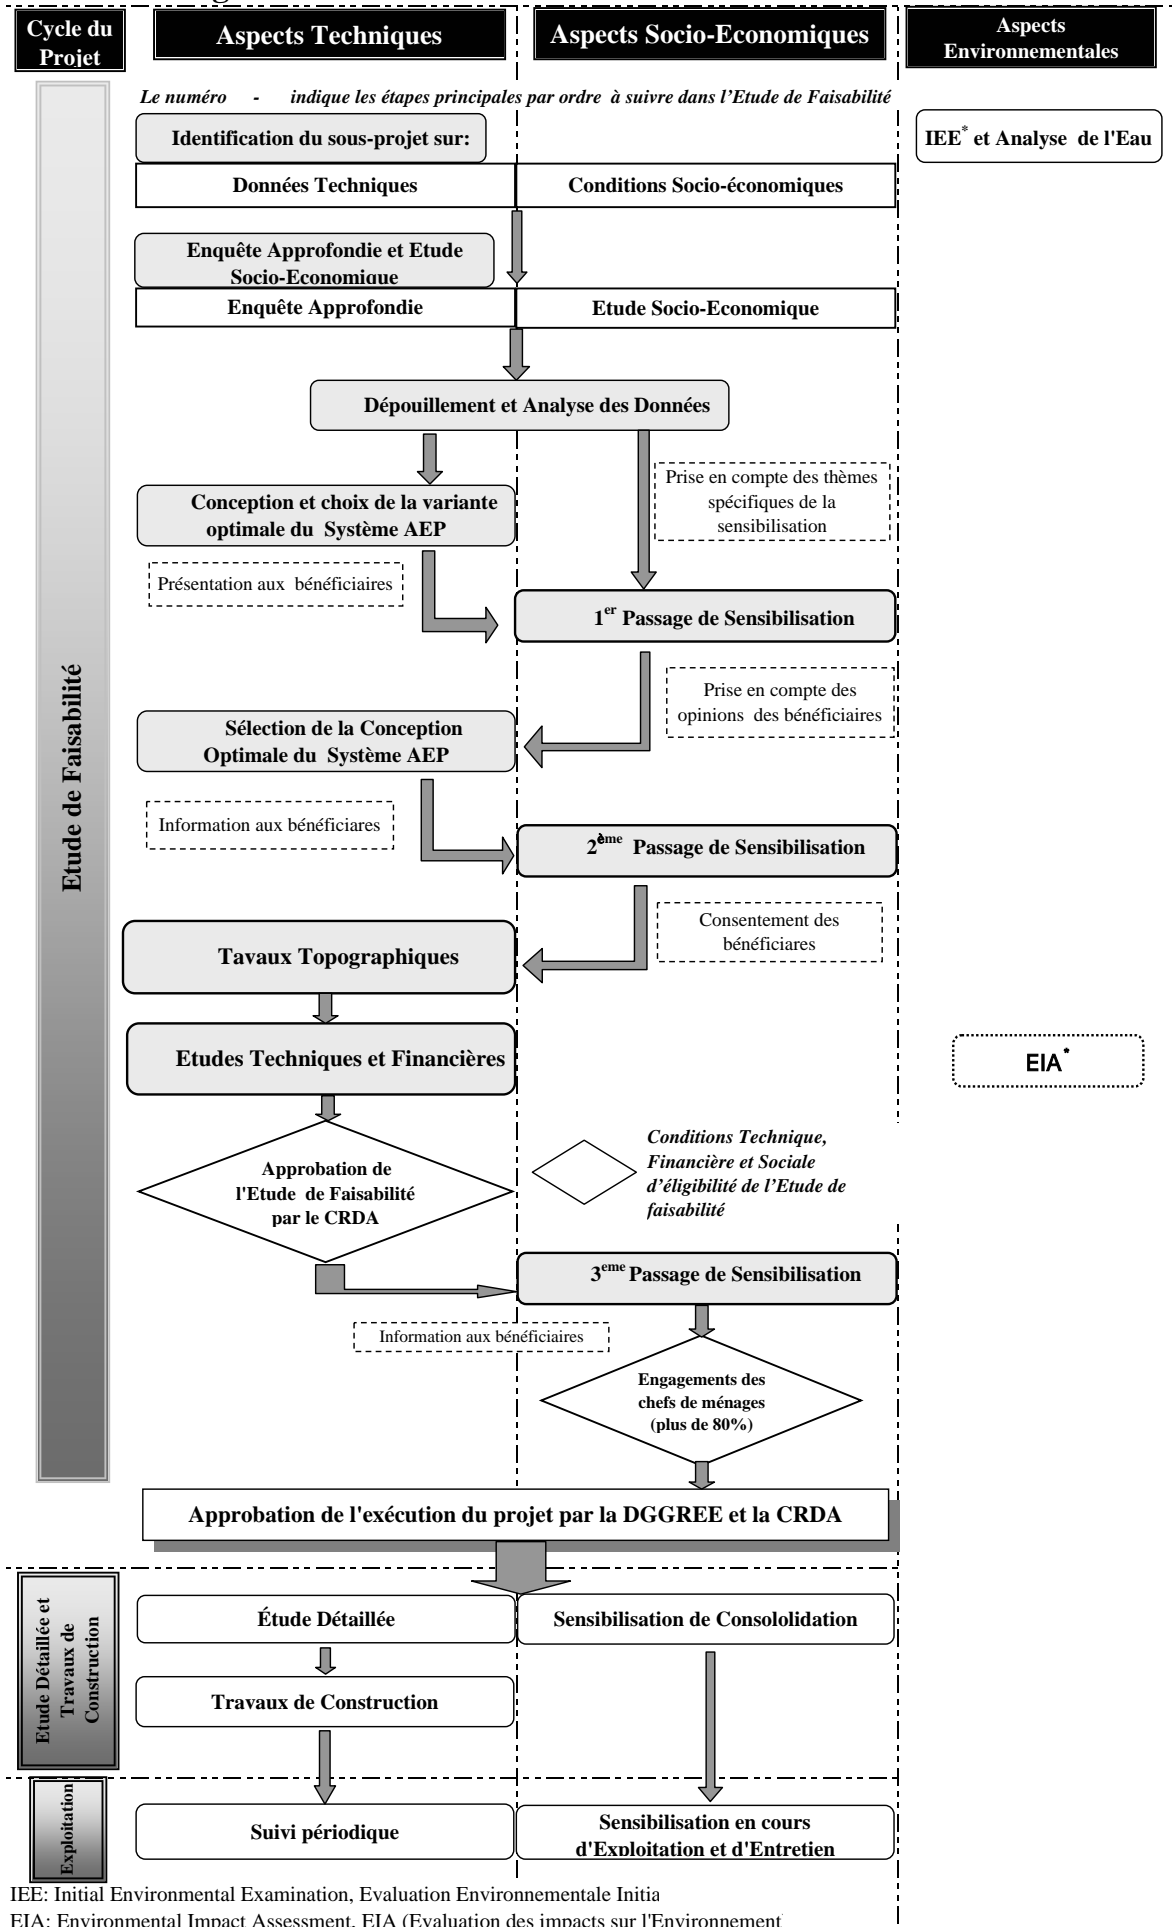 Cycle du
Projet
Aspects Techniques
Aspects Socio-Economiques
Aspects
Environnementales
Le numéro - indique les étapes principales par ordre à suivre dans l'Etude de Faisabilité
Identification du sous-projet sur:
IEE* et Analyse de l'Eau
Données Techniques
Conditions Socio-économiques
Enquête Approfondie et Etude
Socio-Economique
Enquête Approfondie
Etude Socio-Economique
Dépouillement et Analyse des Données
Prise en compte des thèmes
spécifiques de la
sensibilisation
Conception et choix de la variante
optimale du Système AEP
Présentation aux bénéficiaires
1er Passage de Sensibilisation
Prise en compte des
opinions des bénéficiaires
Sélection de la Conception
Optimale du Système AEP
Information aux bénéficiares
2ème Passage de Sensibilisation
Consentement des
bénéficiares
Tavaux Topographiques
Etudes Techniques et Financières
EIA*
Etude de Faisabilité
Approbation de
l'Etude de Faisabilité
par le CRDA
Conditions Technique,
Financière et Sociale
d'éligibilité de l'Etude de
faisabilité
3eme Passage de Sensibilisation
Information aux bénéficiaires
Engagements des
chefs de ménages
(plus de 80%)
Approbation de l'exécution du projet par la DGGREE et la CRDA
Etude Détaillée et
Travaux de
Construction
Étude Détaillée
Sensibilisation de Consololidation
Travaux de Construction
Exploitation
Suivi périodique
Sensibilisation en cours
d'Exploitation et d'Entretien
IEE: Initial Environmental Examination, Evaluation Environnementale Initia
EIA: Environmental Impact Assessment, EIA (Evaluation des impacts sur l'Environnement